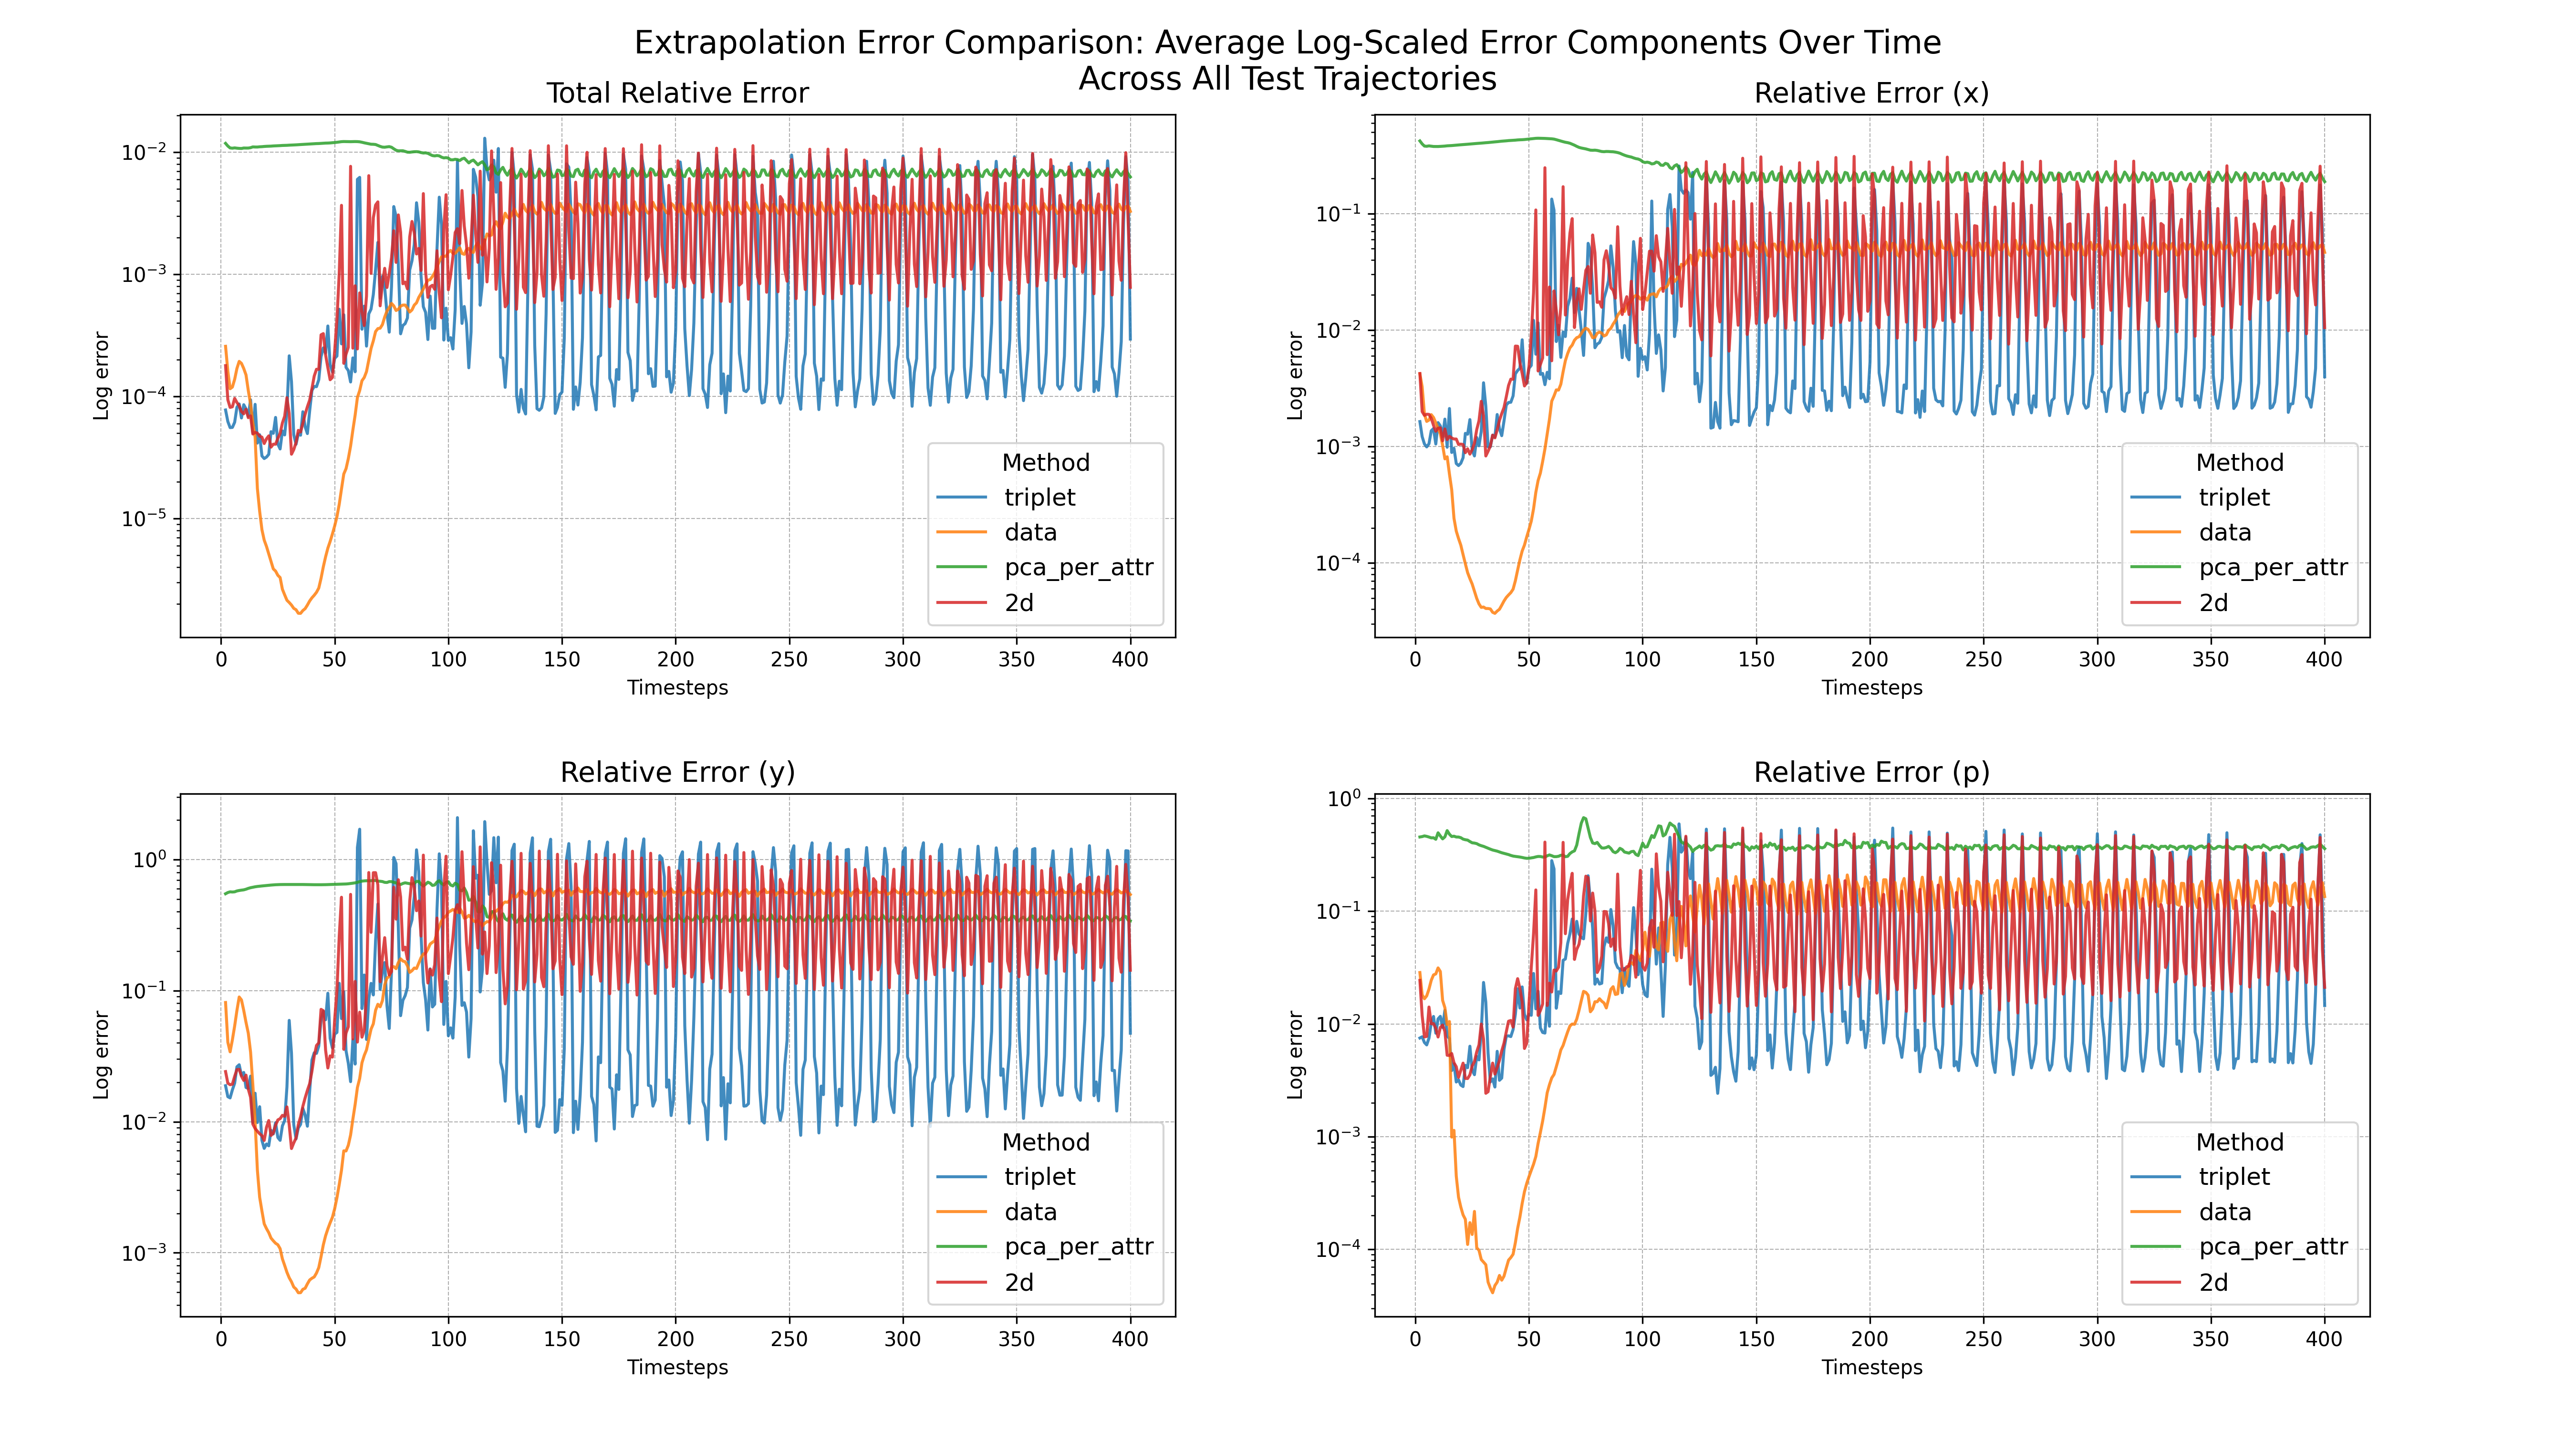 Extrapolation Error Comparison: Average Log-Scaled Error Components Over Time
Across All Test Trajectories
Total Relative Error
Log error
10⁻²
10⁻³
10⁻⁴
10⁻⁵
0 50 100 150 200 250 300 350 400
Timesteps
Method
triplet
data
pca_per_attr
2d
Relative Error (x)
Log error
10⁻¹
10⁻²
10⁻³
10⁻⁴
0 50 100 150 200 250 300 350 400
Timesteps
Method
triplet
data
pca_per_attr
2d
Relative Error (y)
Log error
10⁰
10⁻¹
10⁻²
10⁻³
0 50 100 150 200 250 300 350 400
Timesteps
Method
triplet
data
pca_per_attr
2d
Relative Error (p)
Log error
10⁰
10⁻¹
10⁻²
10⁻³
10⁻⁴
0 50 100 150 200 250 300 350 400
Timesteps
Method
triplet
data
pca_per_attr
2d